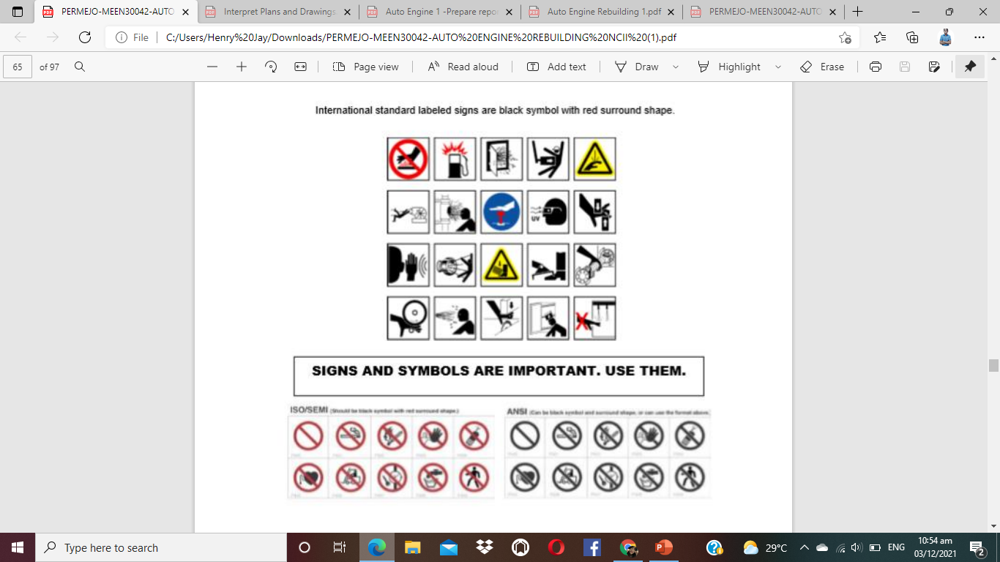 PERMEJO-MEEN30042-AUTO
Interpret Plans and Drawings
Auto Engine 1 -Prepare repor
Auto Engine Rebuilding 1.pdf
PERMEJO-MEEN30042-AUTO
File
C:/Users/Henry%20Jay/Downloads/PERMEJO-MEEN30042-AUTO%20ENGINE%20REBUILDING%20NCII%20(1).pdf
65
of 97
Page view
Read aloud
Add text
Draw
Highlight
Erase
International standard labeled signs are black symbol with red surround shape.
UV
SIGNS AND SYMBOLS ARE IMPORTANT. USE THEM.
ISO/SEMI (Should be black symbol with red surround shape.)
ANSI (Can be black symbol and surround shape, or can use the format above.
Type here to search
29°C
ENG
10:54 am
03/12/2021
2